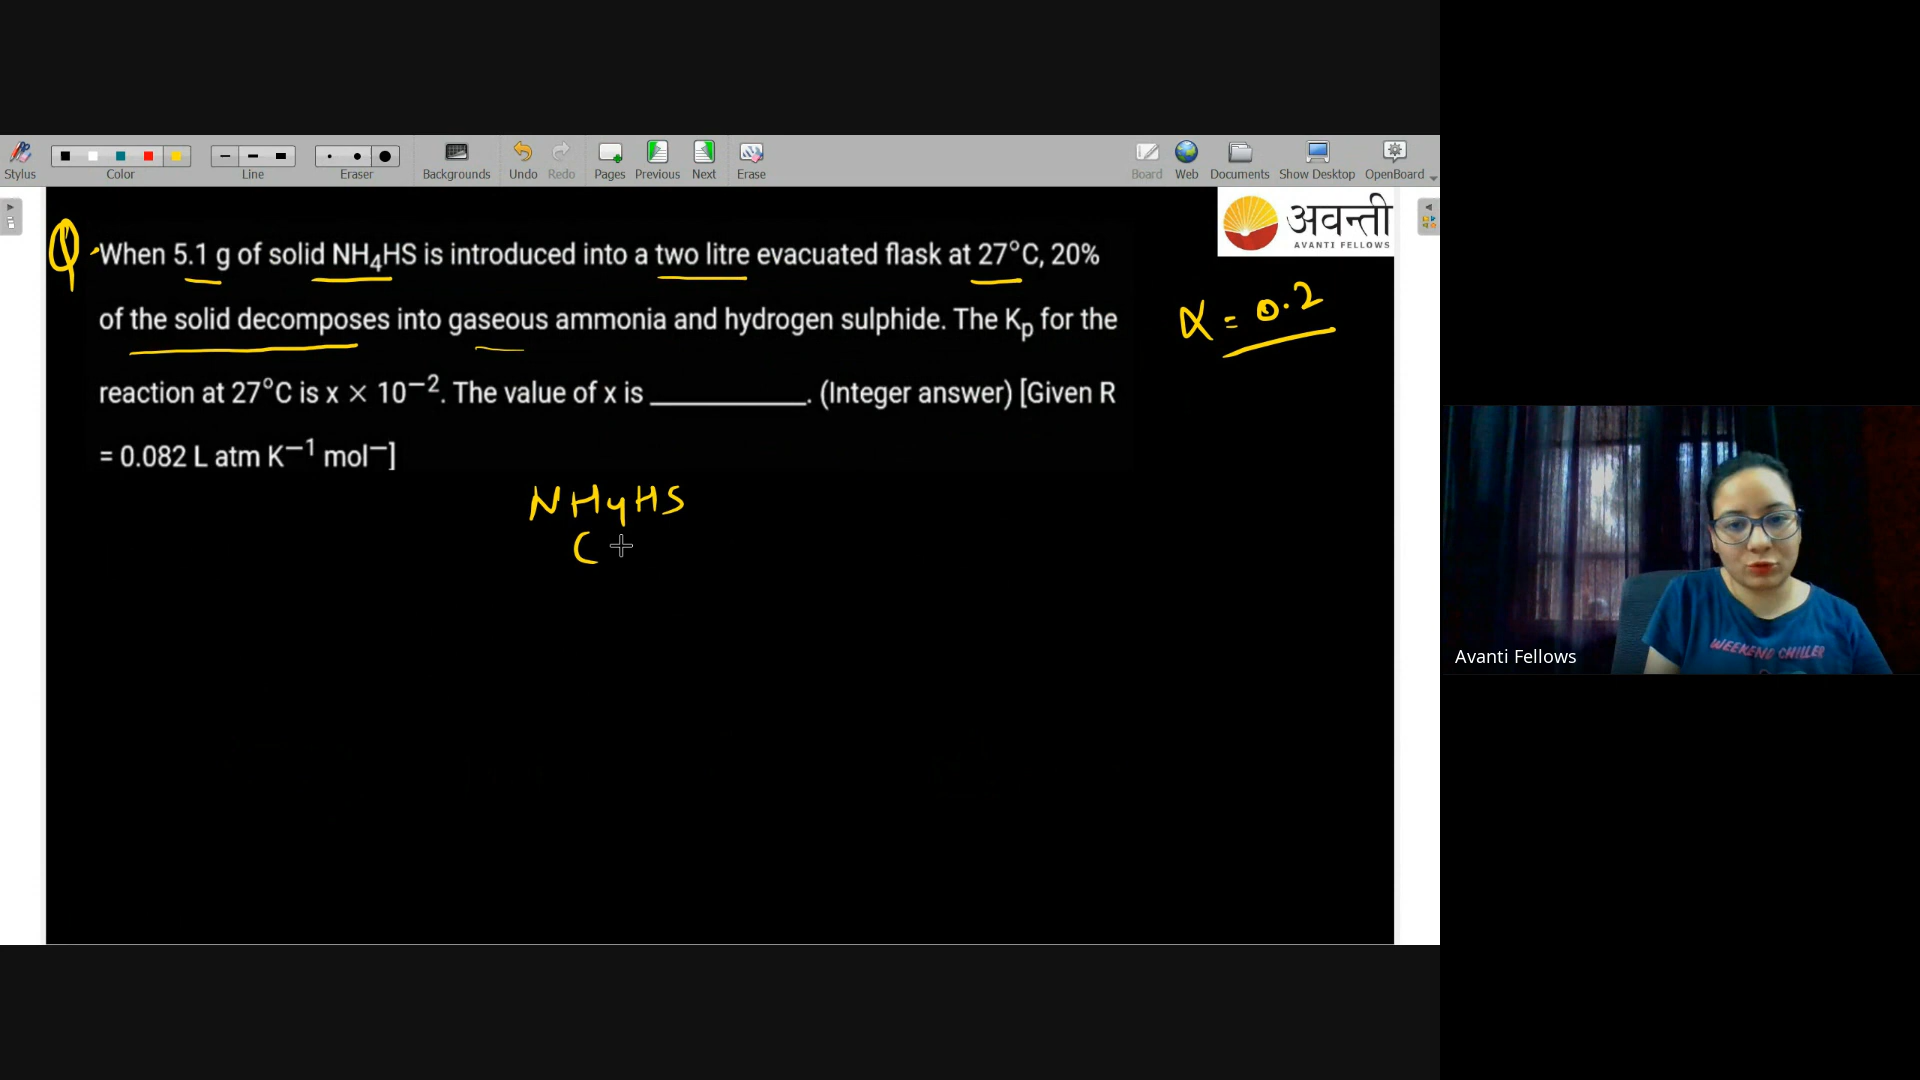 Stylus
Color
Line
Eraser
Backgrounds
Undo
Redo
Pages
Previous
Next
Erase
Board
Web
Documents
Show Desktop
OpenBoard
अवन्ती
AVANTI FELLOWS
Q. When 5.1 g of solid NH₄HS is introduced into a two litre evacuated flask at 27°C, 20%
of the solid decomposes into gaseous ammonia and hydrogen sulphide. The Kₚ for the
reaction at 27°C is x × 10⁻². The value of x is ___________. (Integer answer) [Given R
= 0.082 L atm K⁻¹ mol⁻]
α = 0.2
NH4HS
(
WEEKEND CHILLER
Avanti Fellows